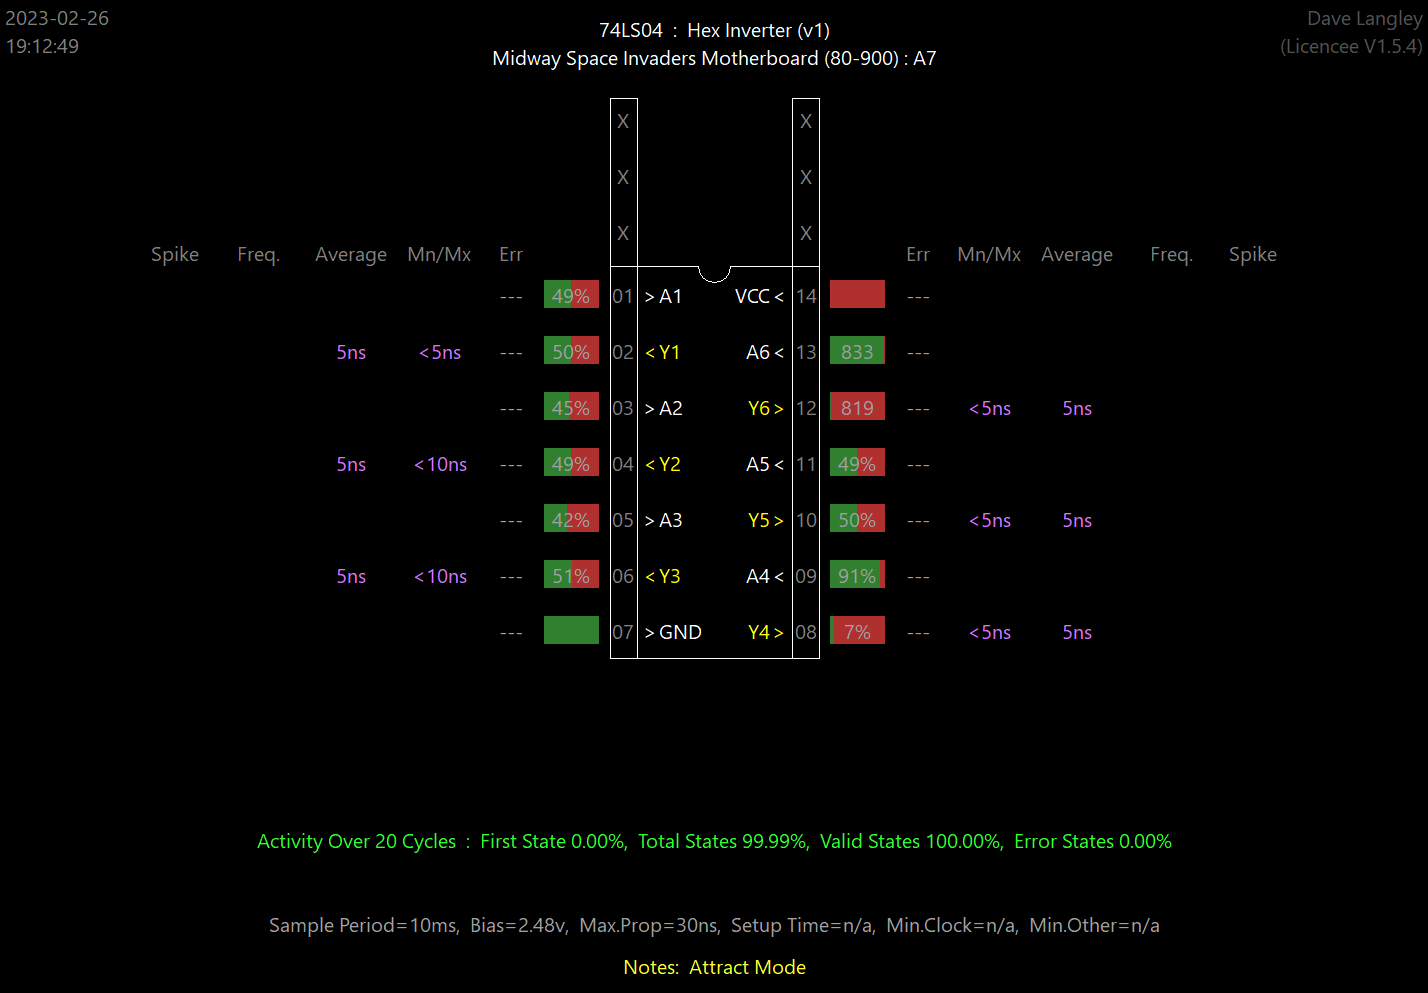 2023-02-26
19:12:49
74LS04 : Hex Inverter (v1)
Midway Space Invaders Motherboard (80-900) : A7
Dave Langley
(Licencee V1.5.4)
X X
X X
X X
Spike Freq. Average Mn/Mx Err Err Mn/Mx Average Freq. Spike
--- 49% 01 > A1 VCC < 14 ---
5ns <5ns --- 50% 02 < Y1 A6 < 13 833 ---
--- 45% 03 > A2 Y6 > 12 819 --- <5ns 5ns
5ns <10ns --- 49% 04 < Y2 A5 < 11 49% ---
--- 42% 05 > A3 Y5 > 10 50% --- <5ns 5ns
5ns <10ns --- 51% 06 < Y3 A4 < 09 91% ---
--- 07 > GND Y4 > 08 7% --- <5ns 5ns
Activity Over 20 Cycles : First State 0.00%, Total States 99.99%, Valid States 100.00%, Error States 0.00%
Sample Period=10ms, Bias=2.48v, Max.Prop=30ns, Setup Time=n/a, Min.Clock=n/a, Min.Other=n/a
Notes: Attract Mode